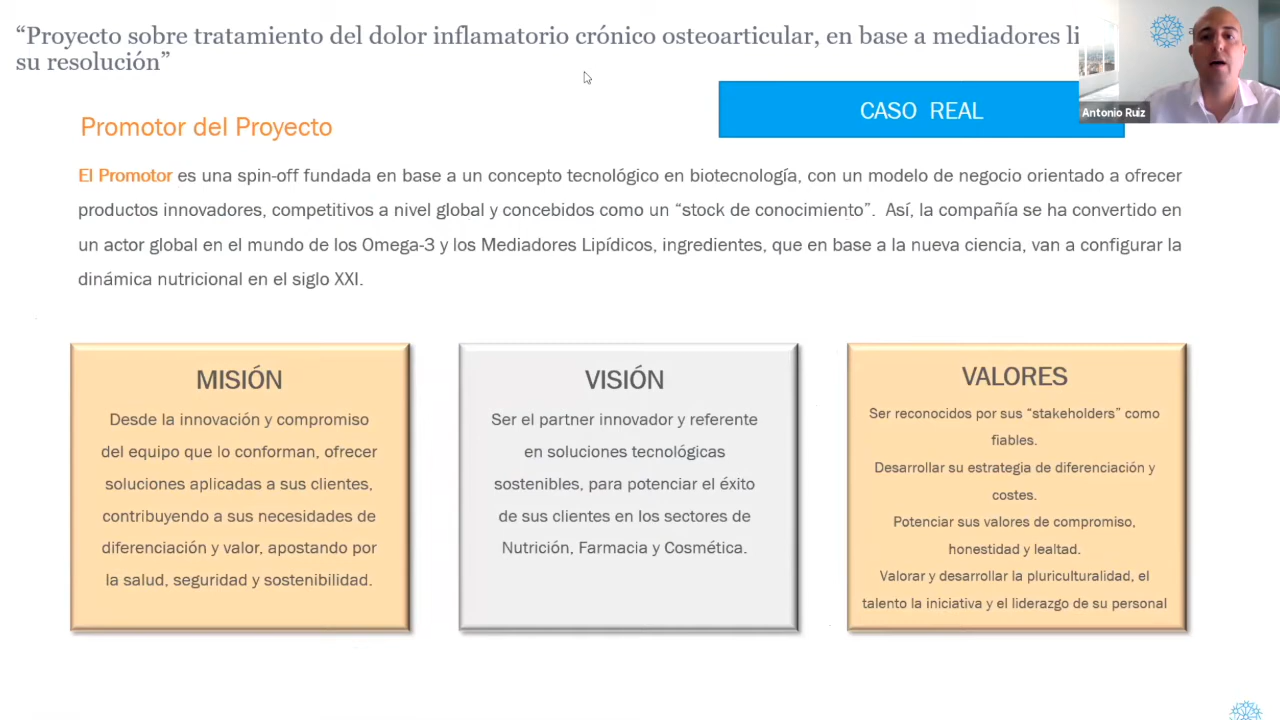 “Proyecto sobre tratamiento del dolor inflamatorio crónico osteoarticular, en base a mediadores
su resolución”
CASO REAL
Antonio Ruiz
Promotor del Proyecto
El Promotor es una spin-off fundada en base a un concepto tecnológico en biotecnología, con un modelo de negocio orientado a ofrecer
productos innovadores, competitivos a nivel global y concebidos como un “stock de conocimiento”. Así, la compañía se ha convertido en
un actor global en el mundo de los Omega-3 y los Mediadores Lipídicos, ingredientes, que en base a la nueva ciencia, van a configurar la
dinámica nutricional en el siglo XXI.
MISIÓN
Desde la innovación y compromiso
del equipo que lo conforman, ofrecer
soluciones aplicadas a sus clientes,
contribuyendo a sus necesidades de
diferenciación y valor, apostando por
la salud, seguridad y sostenibilidad.
VISIÓN
Ser el partner innovador y referente
en soluciones tecnológicas
sostenibles, para potenciar el éxito
de sus clientes en los sectores de
Nutrición, Farmacia y Cosmética.
VALORES
Ser reconocidos por sus “stakeholders” como
fiables.
Desarrollar su estrategia de diferenciación y
costes.
Potenciar sus valores de compromiso,
honestidad y lealtad.
Valorar y desarrollar la pluriculturalidad, el
talento la iniciativa y el liderazgo de su personal